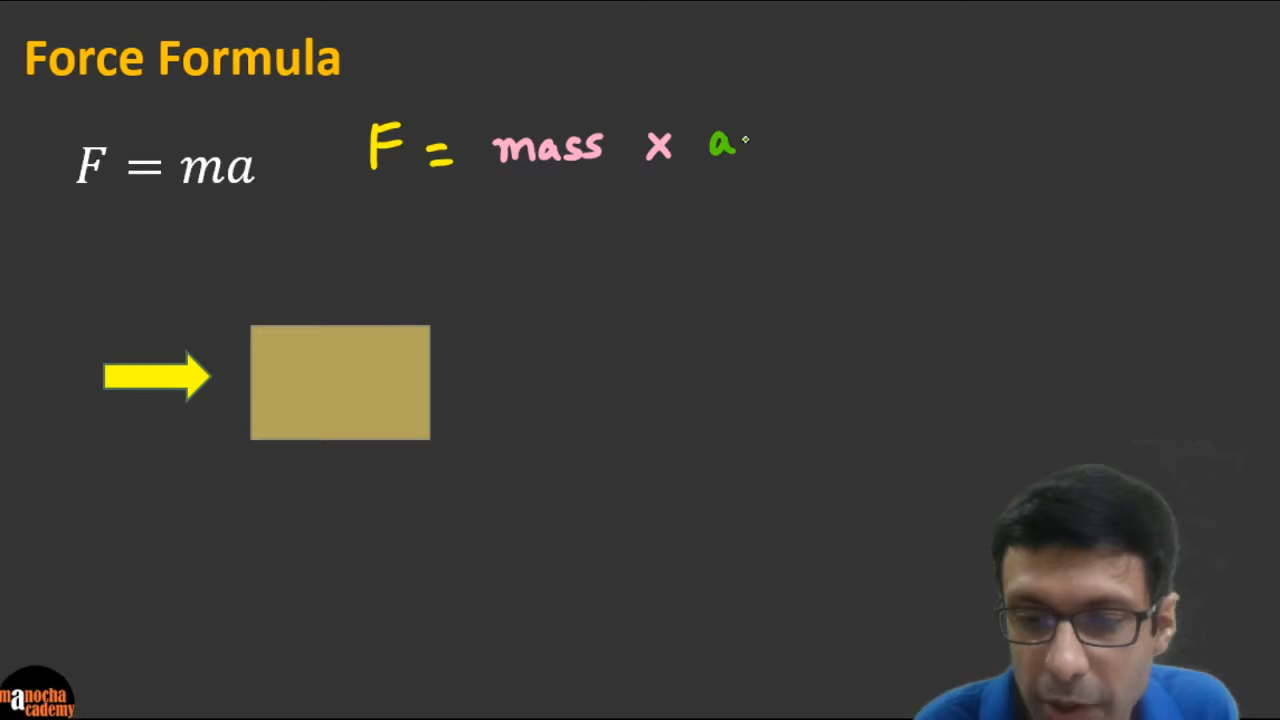 Force Formula
F = ma
F = mass x a
manocha
academy